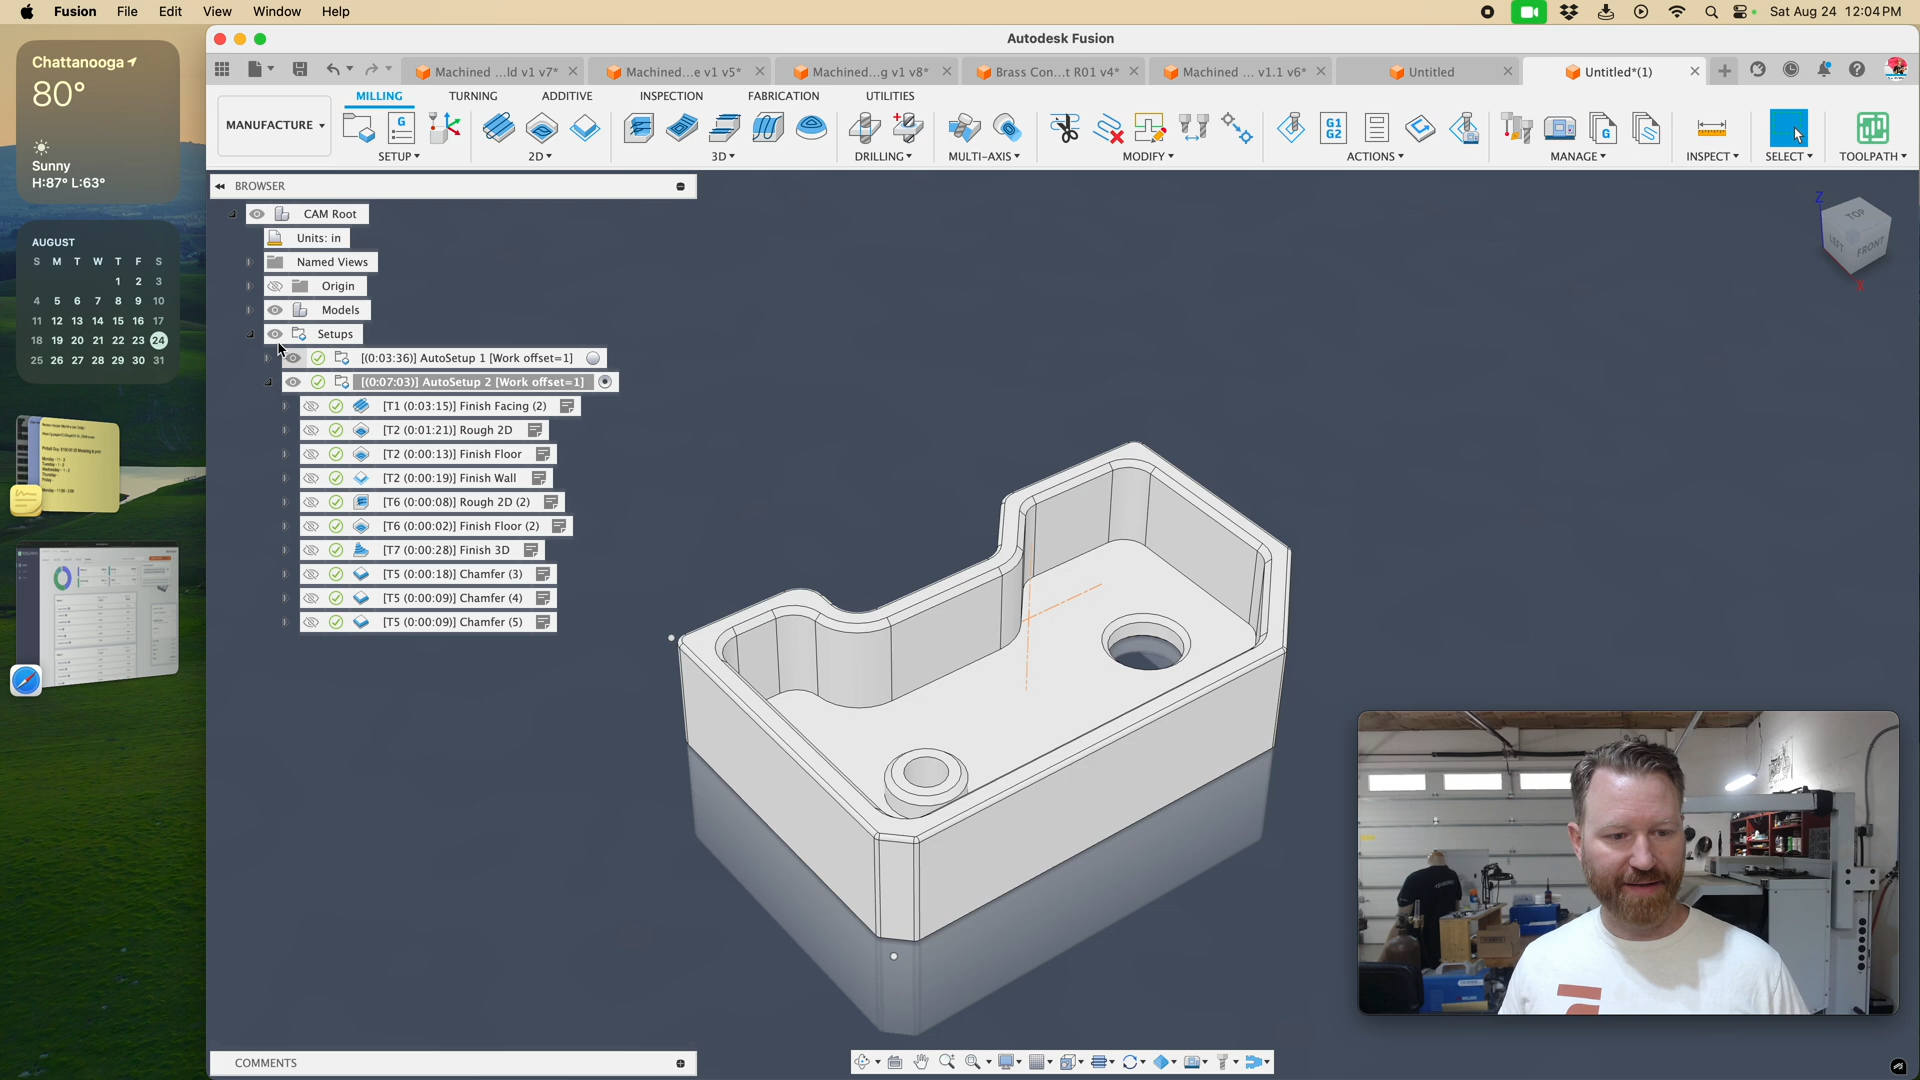 Fusion File Edit View Window Help
Sat Aug 24 12:04 PM
Chattanooga
80°
Sunny
H:87° L:63°
AUGUST
S M T W T F S
1 2 3
4 5 6 7 8 9 10
11 12 13 14 15 16 17
18 19 20 21 22 23 24
25 26 27 28 29 30 31
Autodesk Fusion
Machined ...ld v1 v7*
Machined...e v1 v5*
Machined...g v1 v8*
Brass Con...t R01 v4*
Machined ... v1.1 v6*
Untitled
Untitled*(1)
MILLING TURNING ADDITIVE INSPECTION FABRICATION UTILITIES
MANUFACTURE
G
G1
G2
G
SETUP
2D
3D
DRILLING
MULTI-AXIS
MODIFY
ACTIONS
MANAGE
INSPECT
SELECT
TOOLPATH
BROWSER
CAM Root
Units: in
Named Views
Origin
Models
Setups
[(0:03:36)] AutoSetup 1 [Work offset=1]
[(0:07:03)] AutoSetup 2 [Work offset=1]
[T1 (0:03:15)] Finish Facing (2)
[T2 (0:01:21)] Rough 2D
[T2 (0:00:13)] Finish Floor
[T2 (0:00:19)] Finish Wall
[T6 (0:00:08)] Rough 2D (2)
[T6 (0:00:02)] Finish Floor (2)
[T7 (0:00:28)] Finish 3D
[T5 (0:00:18)] Chamfer (3)
[T5 (0:00:09)] Chamfer (4)
[T5 (0:00:09)] Chamfer (5)
Z
TOP
LEFT
FRONT
COMMENTS